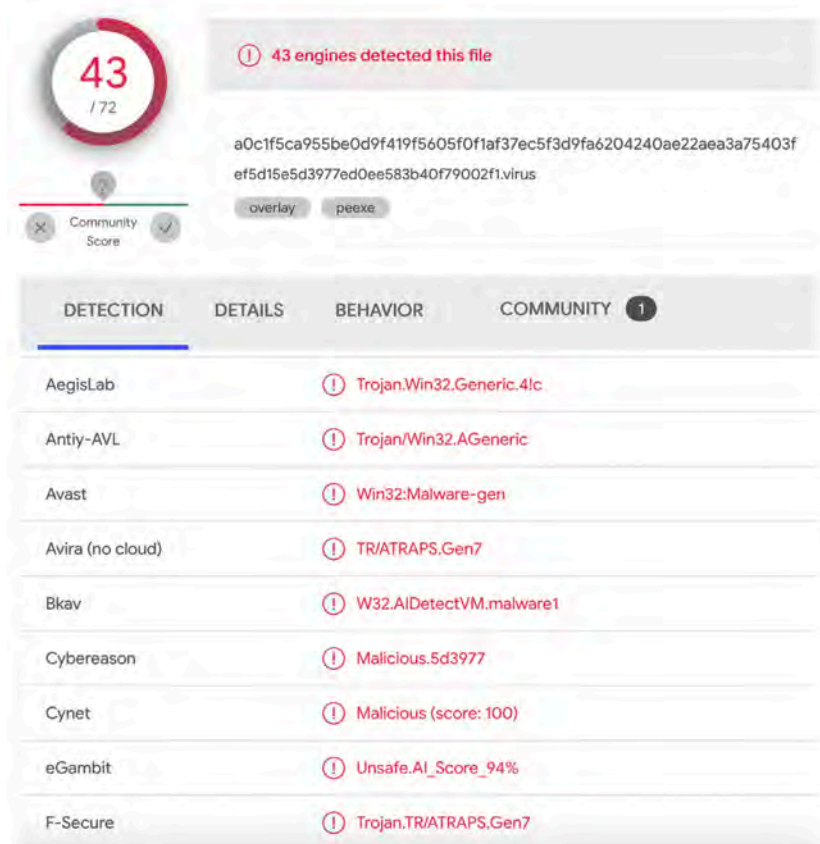 43
/ 72
43 engines detected this file
a0c1f5ca955be0d9f419f5605f0f1af37ec5f3d9fa6204240ae22aea3a75403f
ef5d15e5d3977ed0ee583b40f79002f1.virus
overlay peexe
?
Community
Score
DETECTION DETAILS BEHAVIOR COMMUNITY 1
AegisLab Trojan.Win32.Generic.4!c
Antiy-AVL Trojan/Win32.AGeneric
Avast Win32:Malware-gen
Avira (no cloud) TR/ATRAPS.Gen7
Bkav W32.AIDetectVM.malware1
Cybereason Malicious.5d3977
Cynet Malicious (score: 100)
eGambit Unsafe.AI_Score_94%
F-Secure Trojan.TR/ATRAPS.Gen7